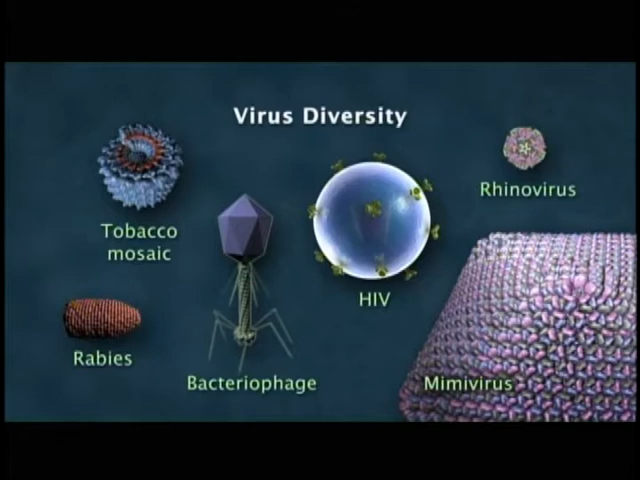 Virus Diversity
Rhinovirus
Tobacco
mosaic
HIV
Rabies
Bacteriophage
Mimivirus